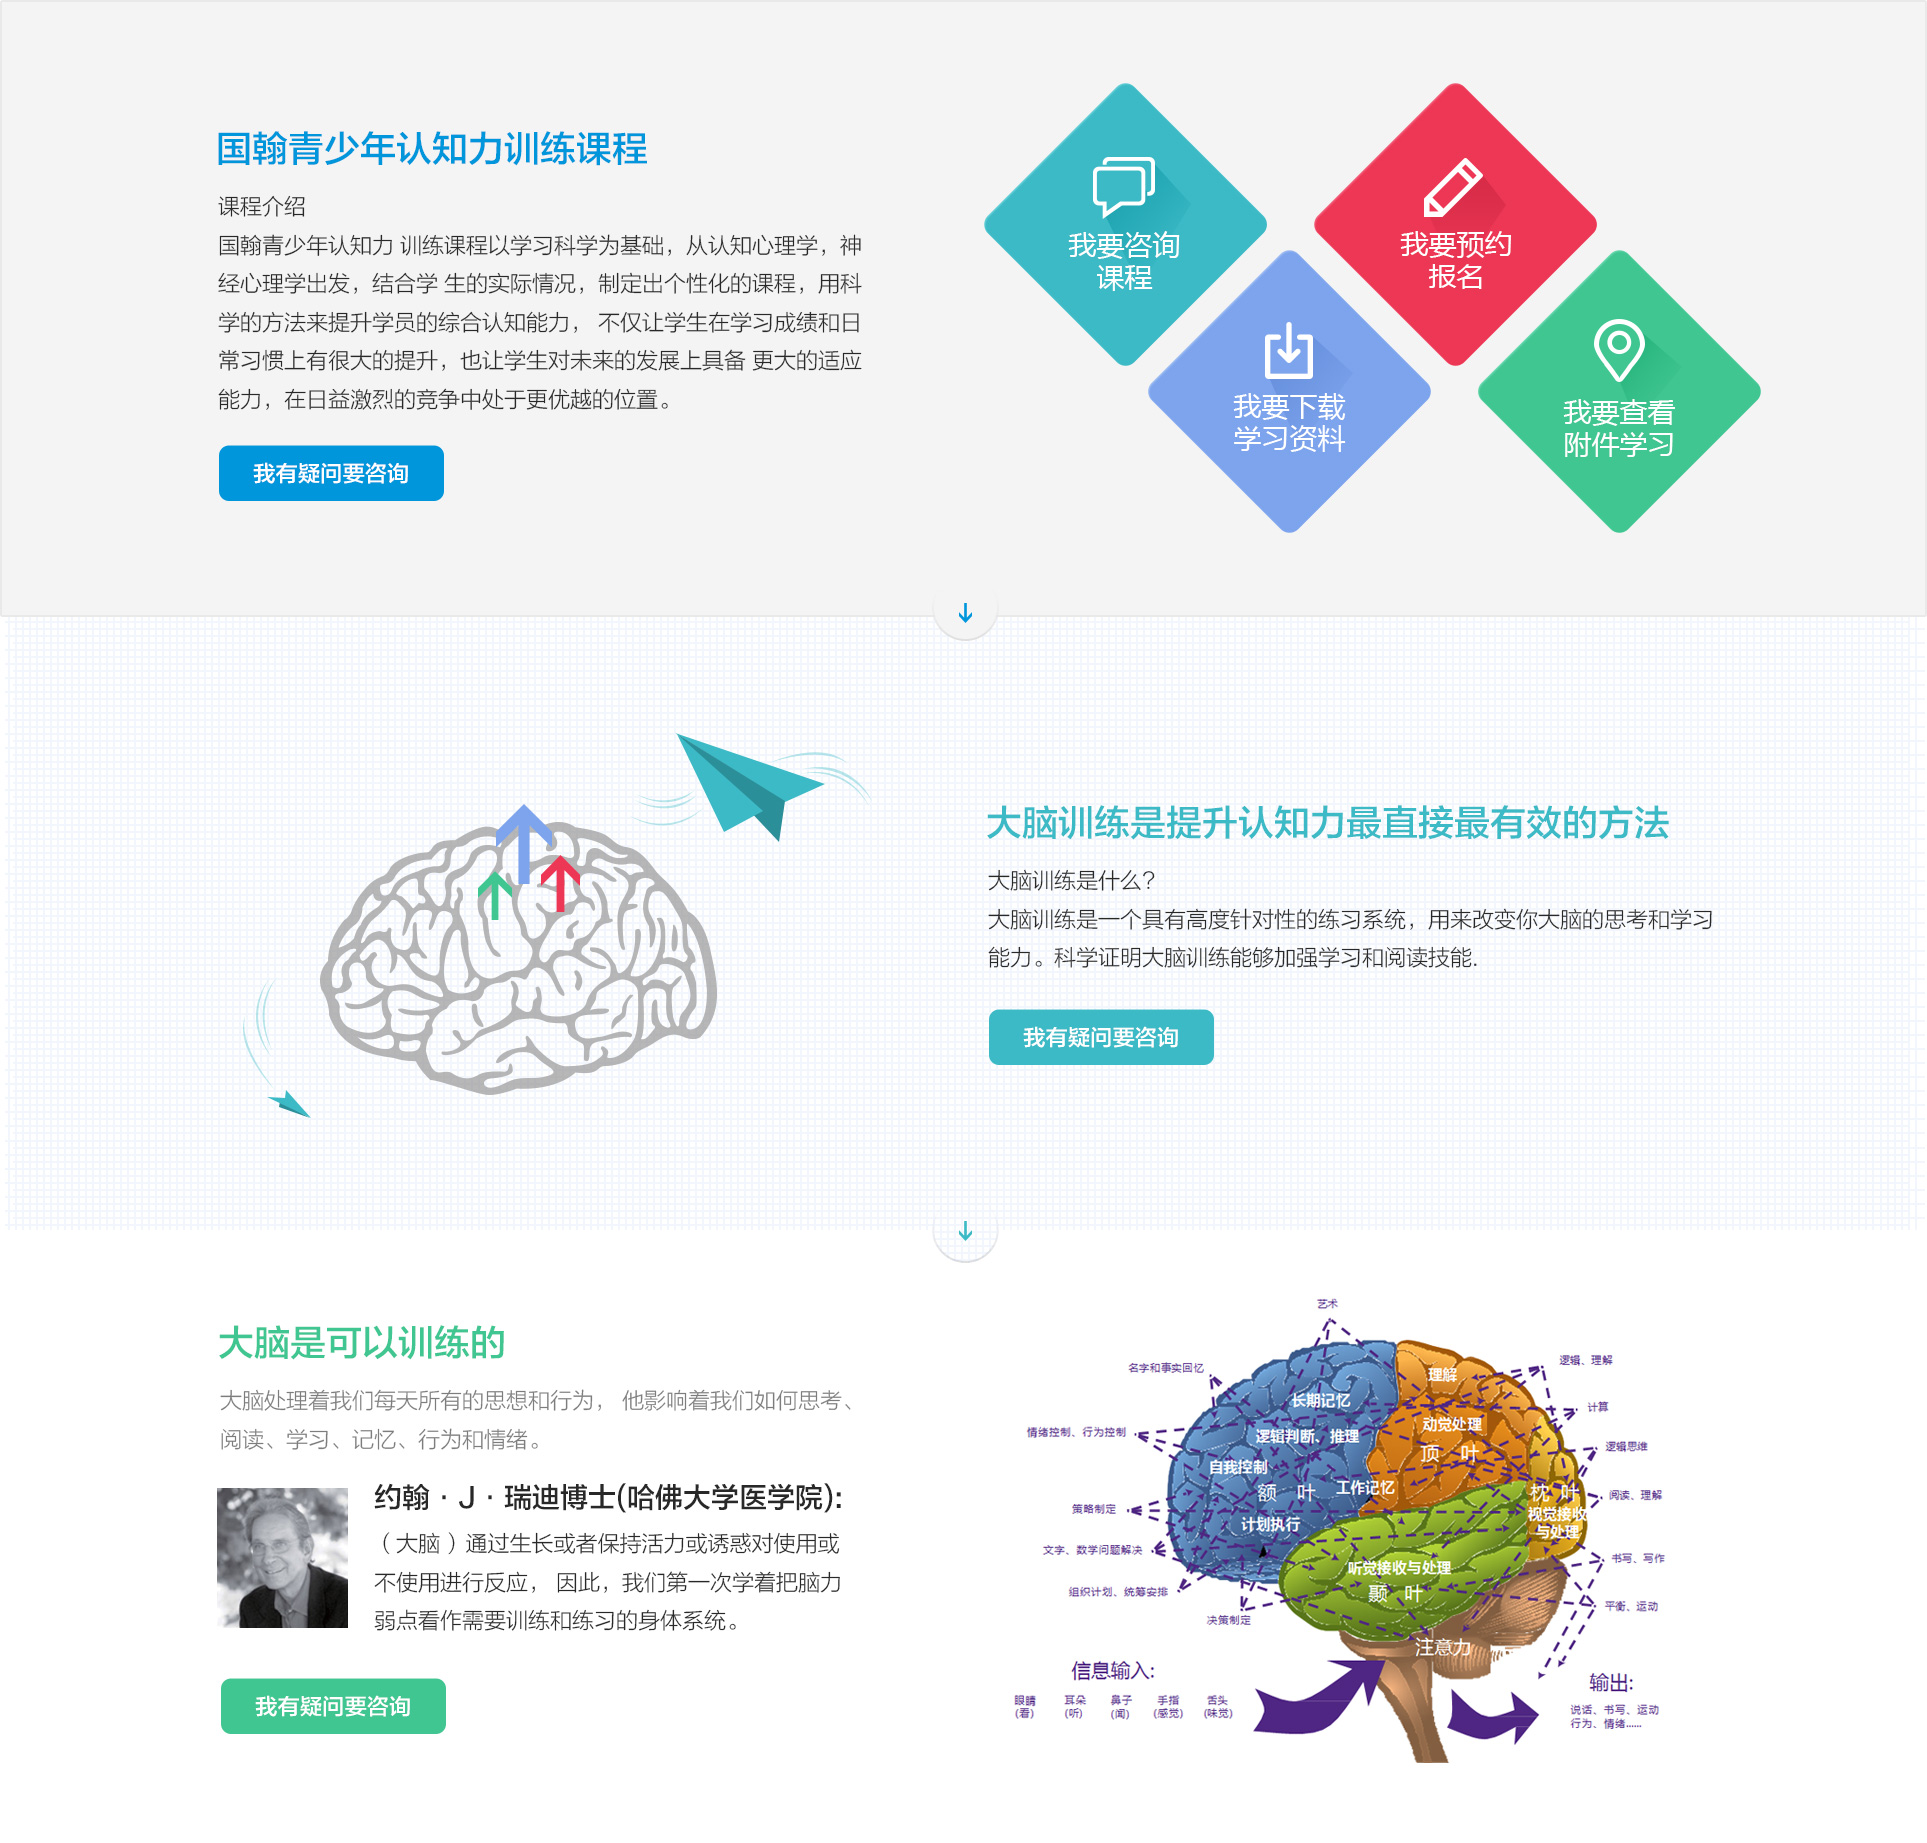 国翰青少年认知力训练课程
课程介绍
国翰青少年认知力 训练课程以学习科学为基础，从认知心理学，神
经心理学出发，结合学 生的实际情况，制定出个性化的课程，用科
学的方法来提升学员的综合认知能力， 不仅让学生在学习成绩和日
常习惯上有很大的提升，也让学生对未来的发展上具备 更大的适应
能力，在日益激烈的竞争中处于更优越的位置。
我有疑问要咨询
我要咨询
课程
我要预约
报名
我要下载
学习资料
我要查看
附件学习
大脑训练是提升认知力最直接最有效的方法
大脑训练是什么？
大脑训练是一个具有高度针对性的练习系统，用来改变你大脑的思考和学习
能力。科学证明大脑训练能够加强学习和阅读技能.
我有疑问要咨询
大脑是可以训练的
大脑处理着我们每天所有的思想和行为， 他影响着我们如何思考、
阅读、学习、记忆、行为和情绪。
约翰 · J · 瑞迪博士(哈佛大学医学院):
（大脑）通过生长或者保持活力或诱惑对使用或
不使用进行反应， 因此，我们第一次学着把脑力
弱点看作需要训练和练习的身体系统。
我有疑问要咨询
艺术
名字和事实回忆
情绪控制、行为控制
策略制定
文字、数学问题解决
组织计划、统筹安排
决策制定
逻辑、理解
计算
逻辑思维
阅读、理解
书写、写作
平衡、运动
理解
长期记忆
动觉处理
逻辑判断、推理
顶 叶
自我控制
工作记忆
额 叶
枕 叶
视觉接收
与处理
计划执行
听觉接收与处理
颞 叶
注意力
信息输入:
眼睛
(看)
耳朵
(听)
鼻子
(闻)
手指
(感觉)
舌头
(味觉)
输出:
说话、书写、运动
行为、情绪......